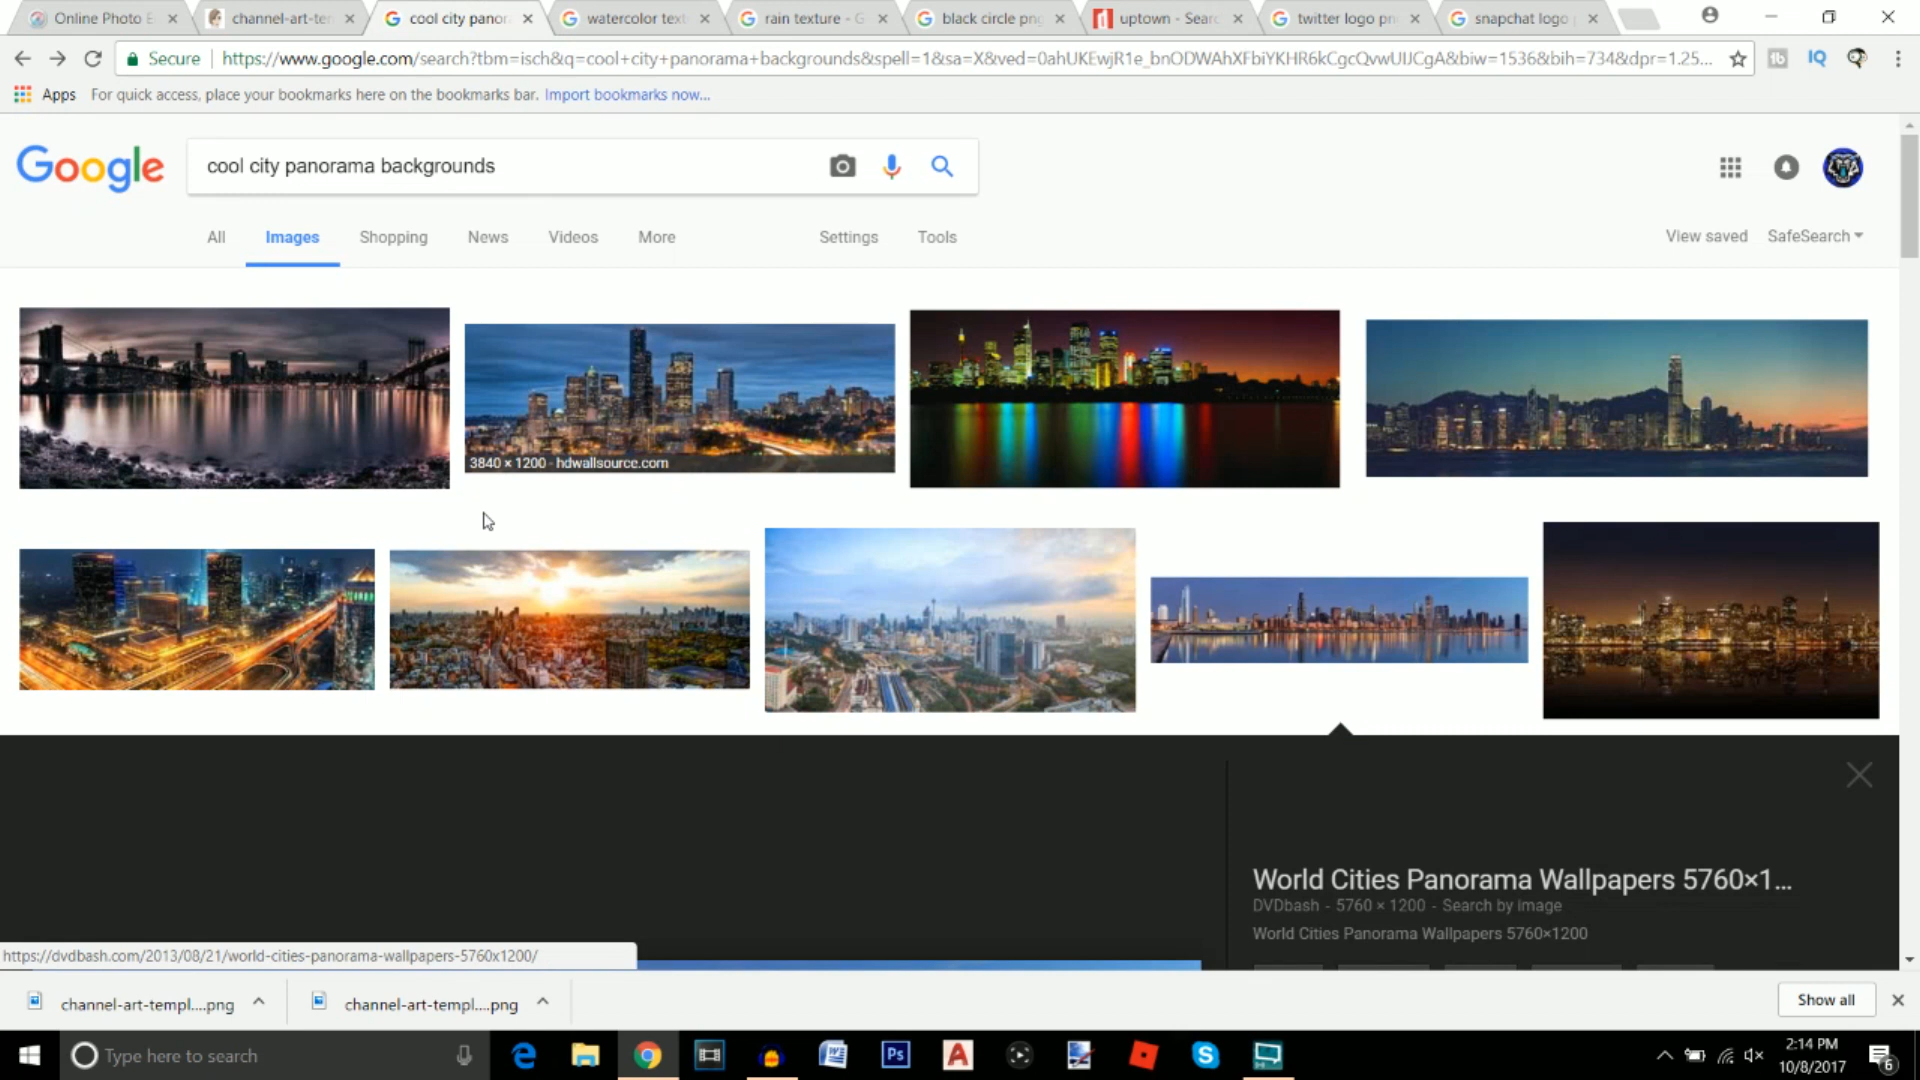 Online Photo E
channel-art-ter
cool city panor
watercolor text
rain texture - G
black circle png
uptown - Searc
twitter logo pn
snapchat logo
Secure
https://www.google.com/search?tbm=isch&q=cool+city+panorama+backgrounds&spell=1&sa=X&ved=0ahUKEwjR1e_bnODWAhXFbiYKHR6kCgcQvwUIJCgA&biw=1536&bih=734&dpr=1.25...
IQ
Apps
For quick access, place your bookmarks here on the bookmarks bar. Import bookmarks now...
Google
cool city panorama backgrounds
All
Images
Shopping
News
Videos
More
Settings
Tools
View saved
SafeSearch
3840 × 1200 - hdwallsource.com
World Cities Panorama Wallpapers 5760×1...
DVDbash - 5760 × 1200 - Search by image
World Cities Panorama Wallpapers 5760×1200
https://dvdbash.com/2013/08/21/world-cities-panorama-wallpapers-5760x1200/
channel-art-templ....png
channel-art-templ....png
Show all
Type here to search
Ps
2:14 PM
10/8/2017
6